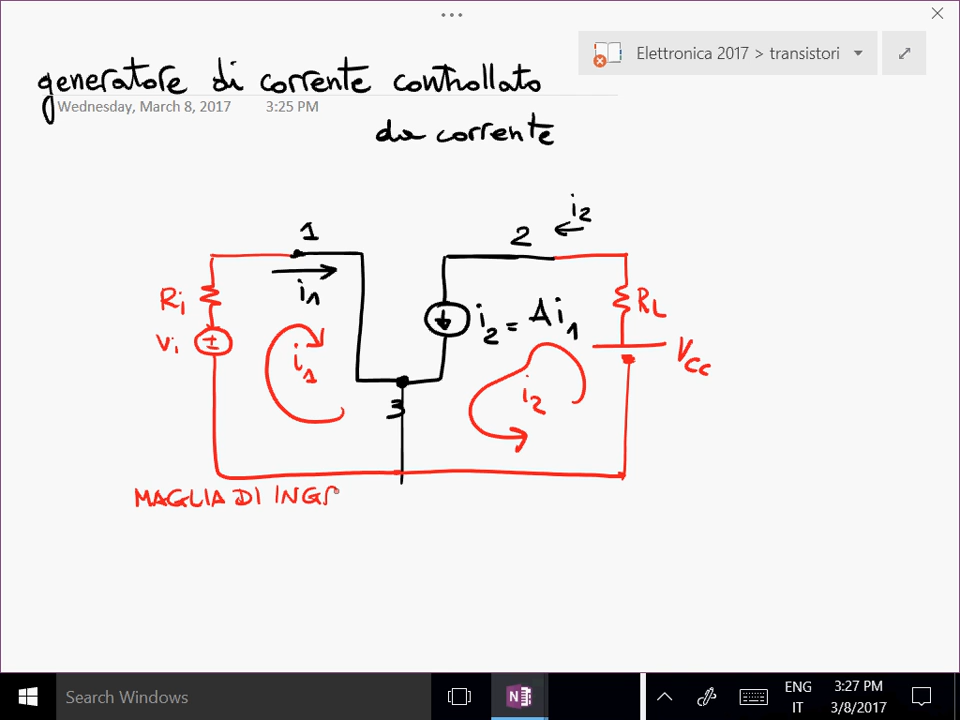 Elettronica 2017 > transistori
generatore di corrente controllato
Wednesday, March 8, 2017 3:25 PM
da corrente
1
2
i2
i1
Ri
Vi
i1
i2 = Ai1
RL
Vcc
i2
3
MAGLIA DI INGR
Search Windows
N
ENG
IT
3:27 PM
3/8/2017